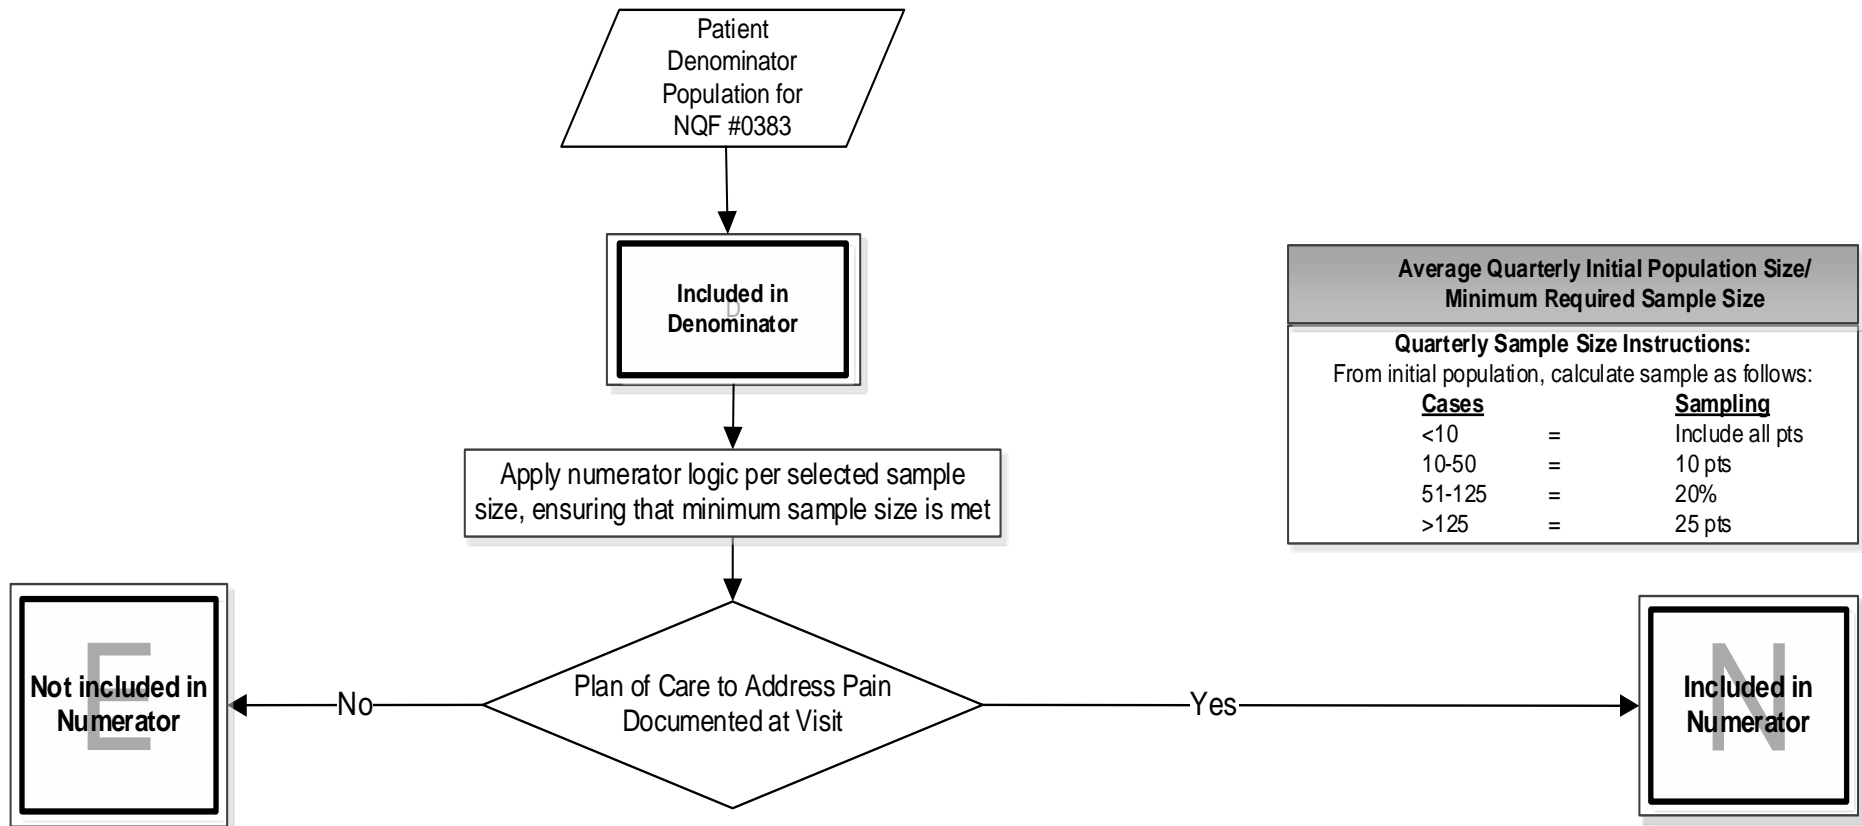 Patient
Denominator
Population for
NQF #0383
D
Included in
Denominator
Average Quarterly Initial Population Size/
Minimum Required Sample Size
Quarterly Sample Size Instructions:
From initial population, calculate sample as follows:
Cases Sampling
<10 = Include all pts
10-50 = 10 pts
51-125 = 20%
>125 = 25 pts
Apply numerator logic per selected sample
size, ensuring that minimum sample size is met
E
Not included in
Numerator
No
Plan of Care to Address Pain
Documented at Visit
Yes
N
Included in
Numerator